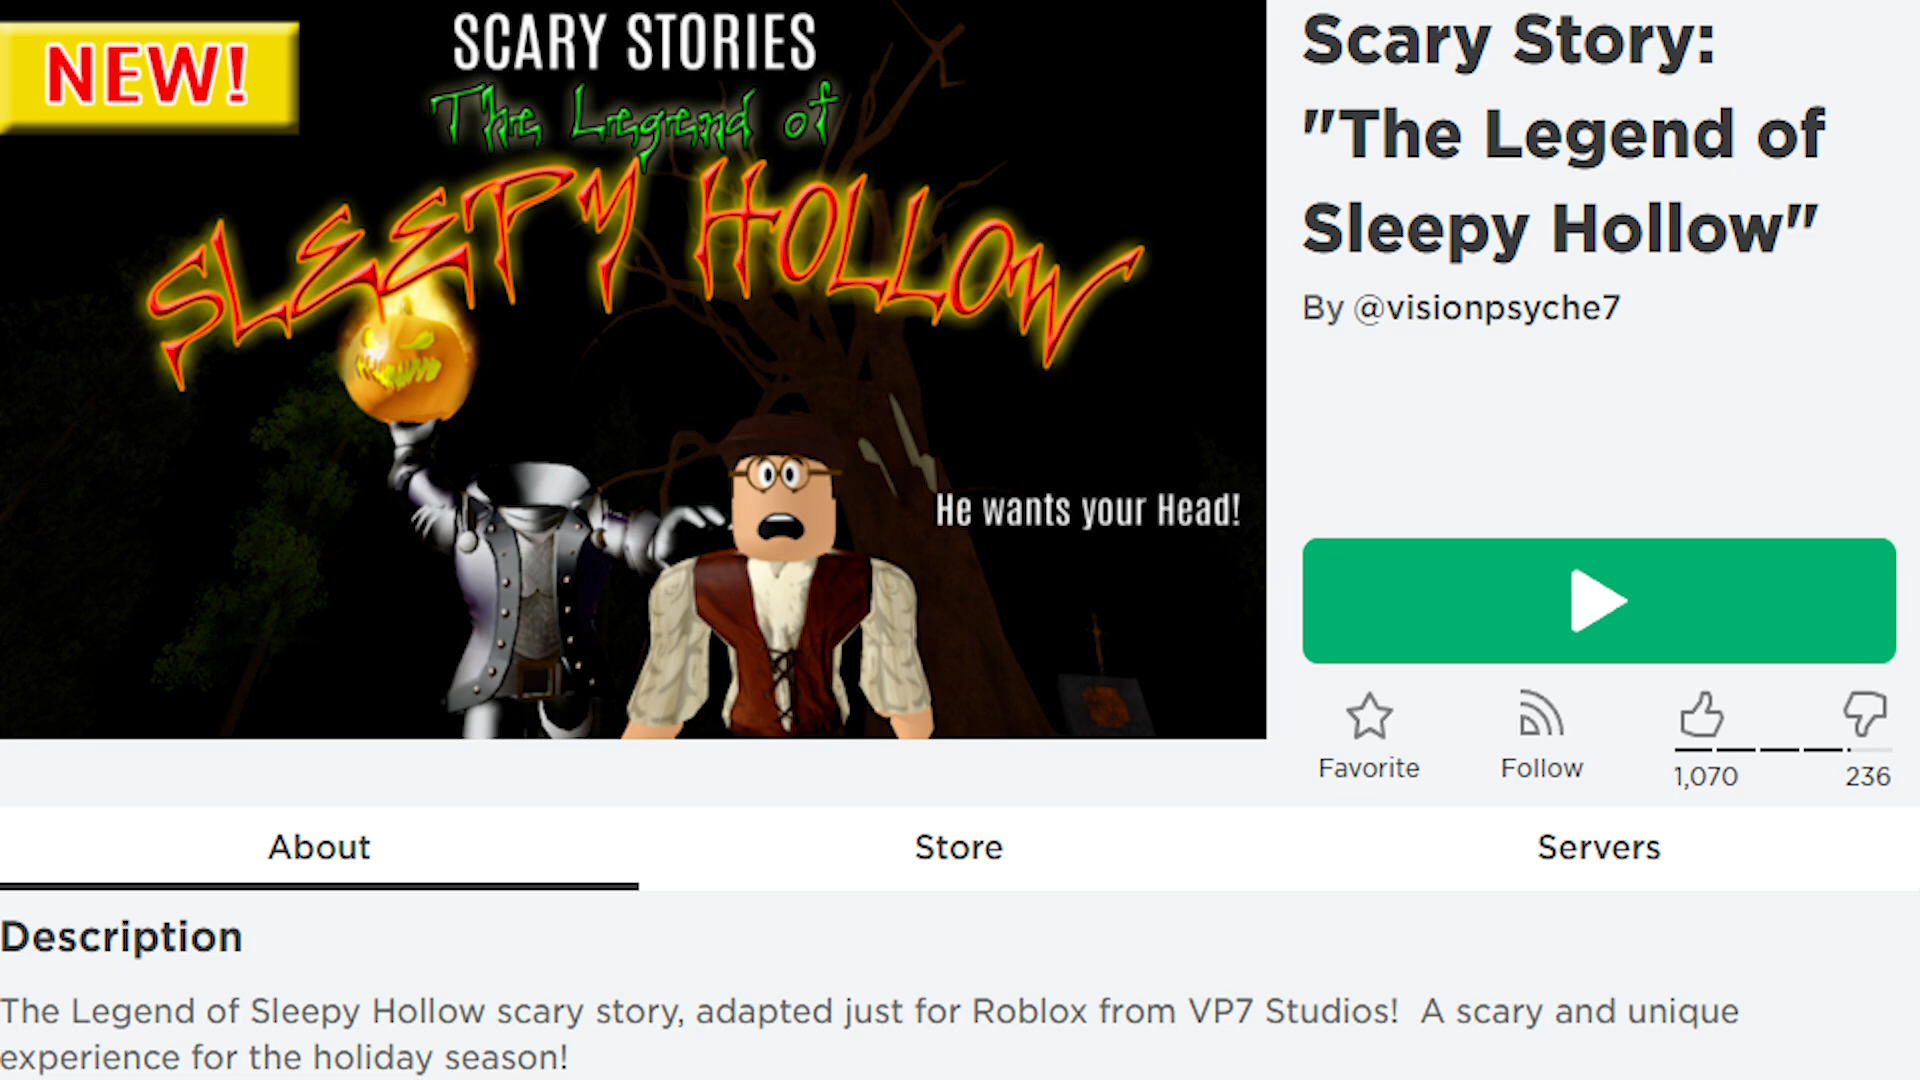 NEW!
SCARY STORIES
The Legend of
SLEEPY HOLLOW
He wants your Head!
Scary Story:
"The Legend of
Sleepy Hollow"
By @visionpsyche7
Favorite
Follow
1,070
236
About
Store
Servers
Description
The Legend of Sleepy Hollow scary story, adapted just for Roblox from VP7 Studios!  A scary and unique
experience for the holiday season!